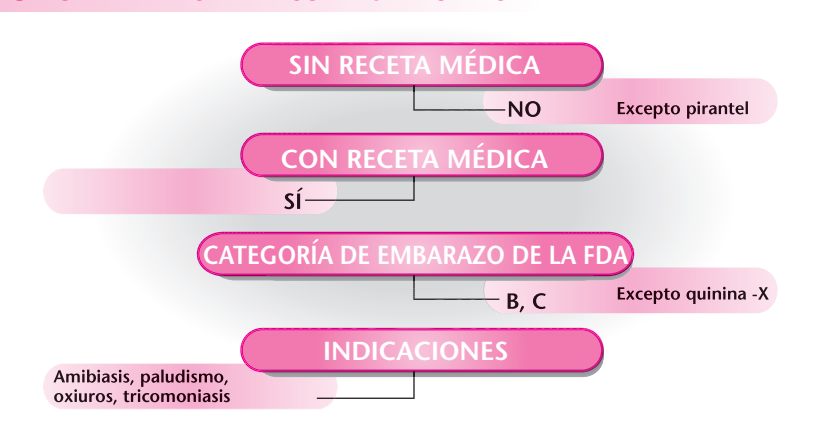 SIN RECETA MÉDICA
NO Excepto pirantel
CON RECETA MÉDICA
SÍ
CATEGORÍA DE EMBARAZO DE LA FDA
B, C Excepto quinina -X
INDICACIONES
Amibiasis, paludismo,
oxiuros, tricomoniasis